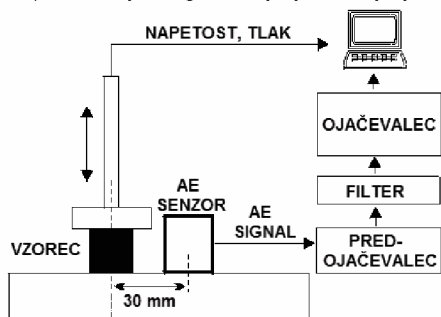 NAPETOST, TLAK
OJAČEVALEC
FILTER
PRED-
OJAČEVALEC
AE
SENZOR
AE
SIGNAL
VZOREC
30 mm